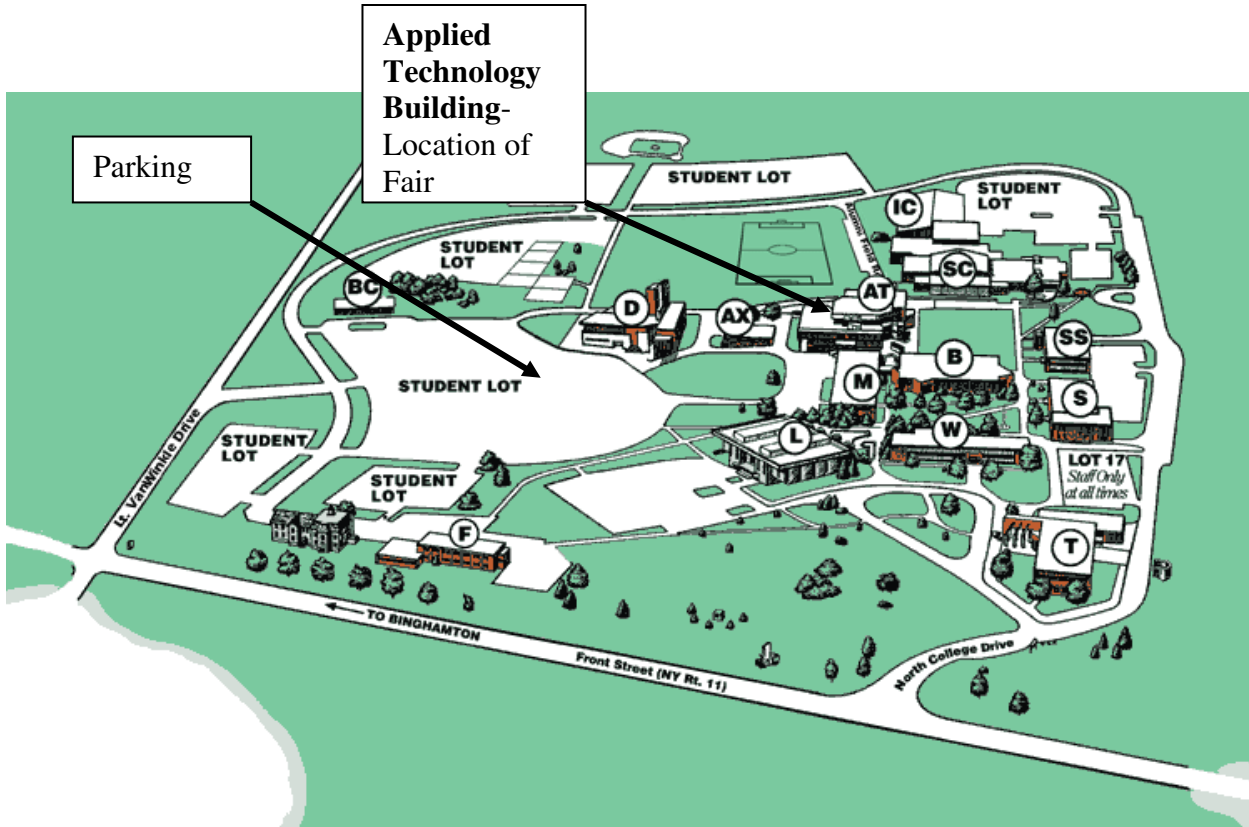 Applied
Technology
Building-
Location of
Fair
Parking
STUDENT LOT
IC
STUDENT
LOT
STUDENT
LOT
BC
SC
AT
D
AX
SS
B
M
S
STUDENT LOT
L
W
STUDENT
LOT
LOT 17
Staff Only
at all times
STUDENT
LOT
Lt. VanWinkle Drive
F
T
TO BINGHAMTON
Front Street (NY Rt. 11)
North College Drive